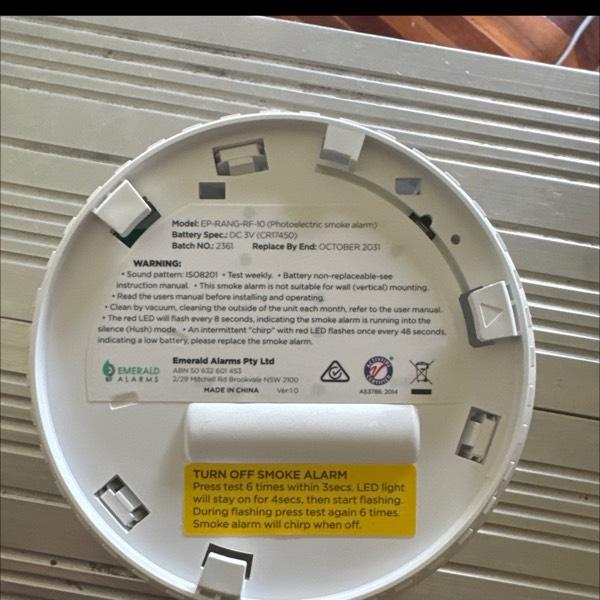 Model: EP-RANG-RF-10 (Photoelectric smoke alarm)
Battery Spec.: DC 3V (CR17450)
Batch NO.: 2361 Replace By End: OCTOBER 2031
WARNING:
• Sound pattern: ISO8201 • Test weekly. • Battery non-replaceable-see
instruction manual. • This smoke alarm is not suitable for wall (vertical) mounting.
• Read the users manual before installing and operating.
• Clean by vacuum, cleaning the outside of the unit each month, refer to the user manual.
• The red LED will flash every 8 seconds, indicating the smoke alarm is running into the
silence (Hush) mode. • An intermittent "chirp" with red LED flashes once every 48 seconds,
indicating a low battery, please replace the smoke alarm.
EMERALD
ALARMS
Emerald Alarms Pty Ltd
ABN 50 632 601 453
2/29 Mitchell Rd Brookvale NSW 2100
MADE IN CHINA Ver:1.0
AS3786: 2014
TURN OFF SMOKE ALARM
Press test 6 times within 3secs, LED light
will stay on for 4secs, then start flashing.
During flashing press test again 6 times.
Smoke alarm will chirp when off.